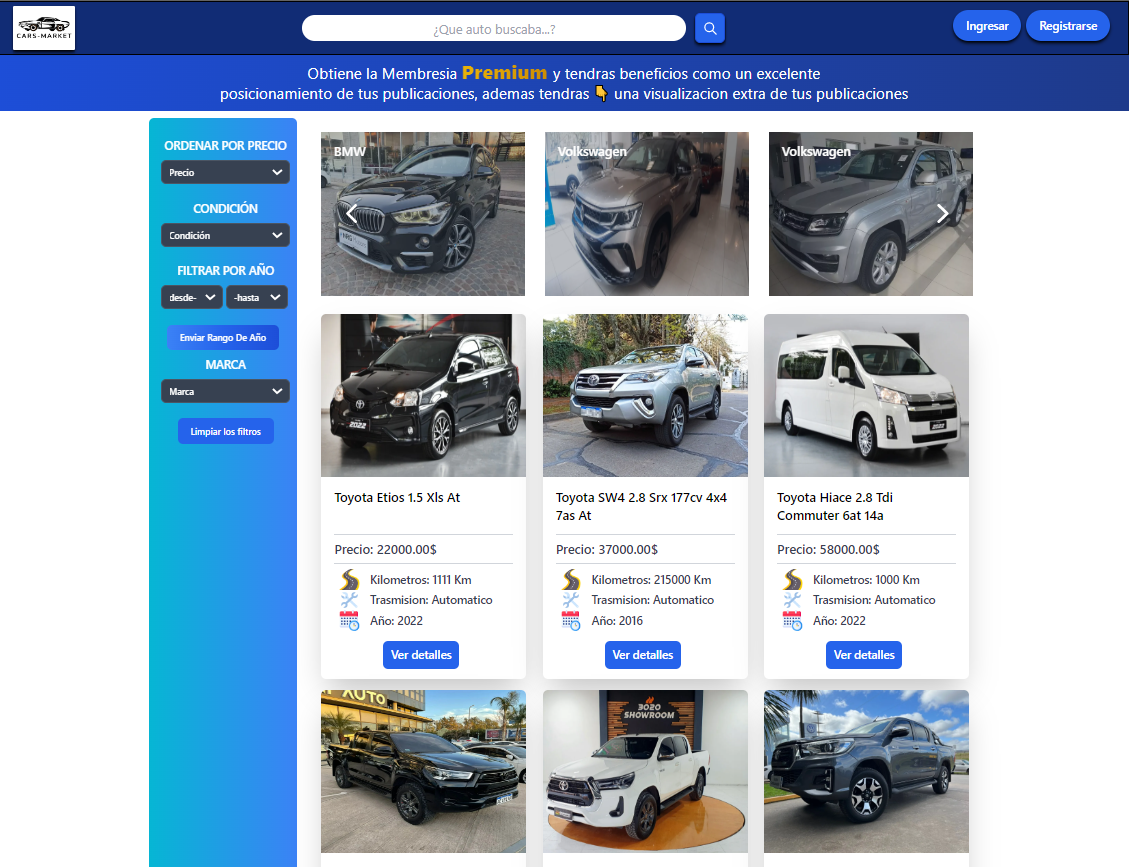 CARS-MARKET
¿Que auto buscaba...?
Ingresar
Registrarse
Obtiene la Membresia Premium y tendras beneficios como un excelente
posicionamiento de tus publicaciones, ademas tendras 👇 una visualizacion extra de tus publicaciones
ORDENAR POR PRECIO
Precio
CONDICIÓN
Condición
FILTRAR POR AÑO
desde-
-hasta
Enviar Rango De Año
MARCA
Marca
Limpiar los filtros
BMW
Volkswagen
Volkswagen
2022
Toyota Etios 1.5 Xls At
Precio: 22000.00$
Kilometros: 1111 Km
Trasmision: Automatico
Año: 2022
Ver detalles
Toyota SW4 2.8 Srx 177cv 4x4
7as At
Precio: 37000.00$
Kilometros: 215000 Km
Trasmision: Automatico
Año: 2016
Ver detalles
2022
Toyota Hiace 2.8 Tdi
Commuter 6at 14a
Precio: 58000.00$
Kilometros: 1000 Km
Trasmision: Automatico
Año: 2022
Ver detalles
AUTO
3020
SHOWROOM